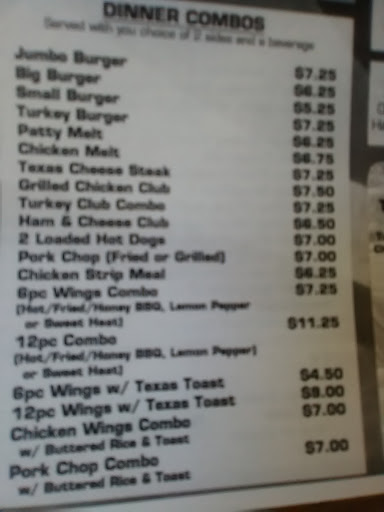 DINNER COMBOS
Served with you choice of 2 sides and a beverage
Jumbo Burger $7.25
Big Burger $6.25
Small Burger $5.25
Turkey Burger $7.25
Patty Melt $6.25
Chicken Melt $6.75
Texas Cheese Steak $7.25
Grilled Chicken Club $7.50
Turkey Club Combo $7.25
Ham & Cheese Club $6.50
2 Loaded Hot Dogs $7.00
Pork Chop (Fried or Grilled) $7.00
Chicken Strip Meal $6.25
6pc Wings Combo $7.25
(Hot/Fried/Honey BBQ, Lemon Pepper
or Sweet Heat)
12pc Combo $11.25
(Hot/Fried/Honey BBQ, Lemon Pepper)
or Sweet Heat)
6pc Wings w/ Texas Toast $4.50
12pc Wings w/ Texas Toast $8.00
Chicken Wings Combo $7.00
w/ Buttered Rice & Toast
Pork Chop Combo $7.00
w/ Buttered Rice & Toast